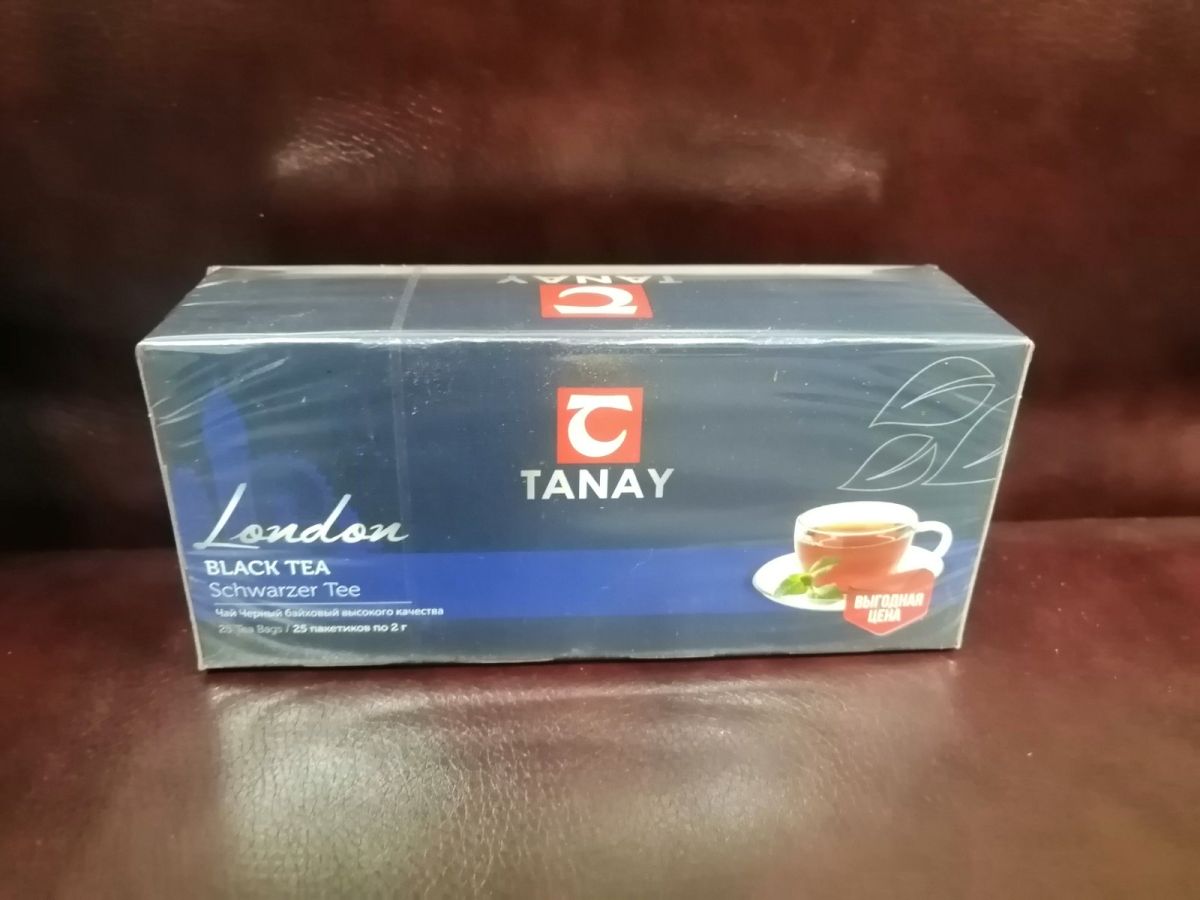 TANAY
TANAY
London
BLACK TEA
Schwarzer Tee
Чай Черный байховый высокого качества
25 Tea Bags / 25 пакетиков по 2 г
ВЫГОДНАЯ
ЦЕНА